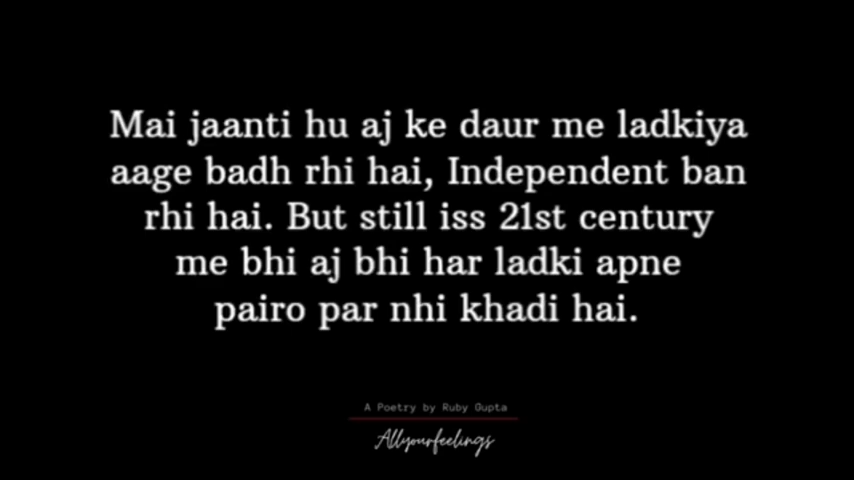 Mai jaanti hu aj ke daur me ladkiya
aage badh rhi hai, Independent ban
rhi hai. But still iss 21st century
me bhi aj bhi har ladki apne
pairo par nhi khadi hai.
A Poetry by Ruby Gupta
Allyourfeelings